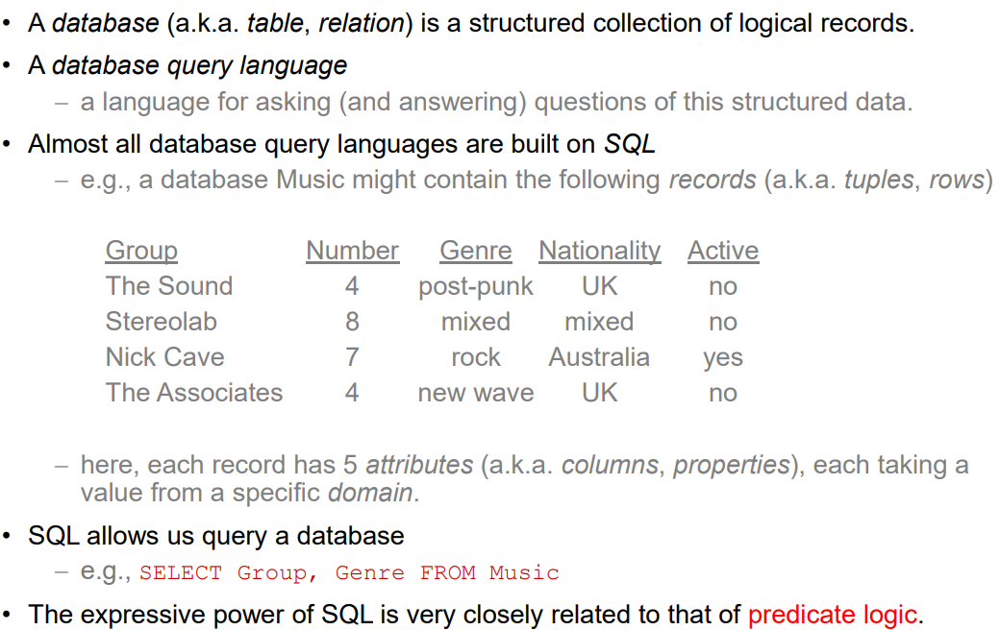 • A database (a.k.a. table, relation) is a structured collection of logical records.
• A database query language
– a language for asking (and answering) questions of this structured data.
• Almost all database query languages are built on SQL
– e.g., a database Music might contain the following records (a.k.a. tuples, rows)
Group Number Genre Nationality Active
The Sound 4 post-punk UK no
Stereolab 8 mixed mixed no
Nick Cave 7 rock Australia yes
The Associates 4 new wave UK no
– here, each record has 5 attributes (a.k.a. columns, properties), each taking a
value from a specific domain.
• SQL allows us query a database
– e.g., SELECT Group, Genre FROM Music
• The expressive power of SQL is very closely related to that of predicate logic.